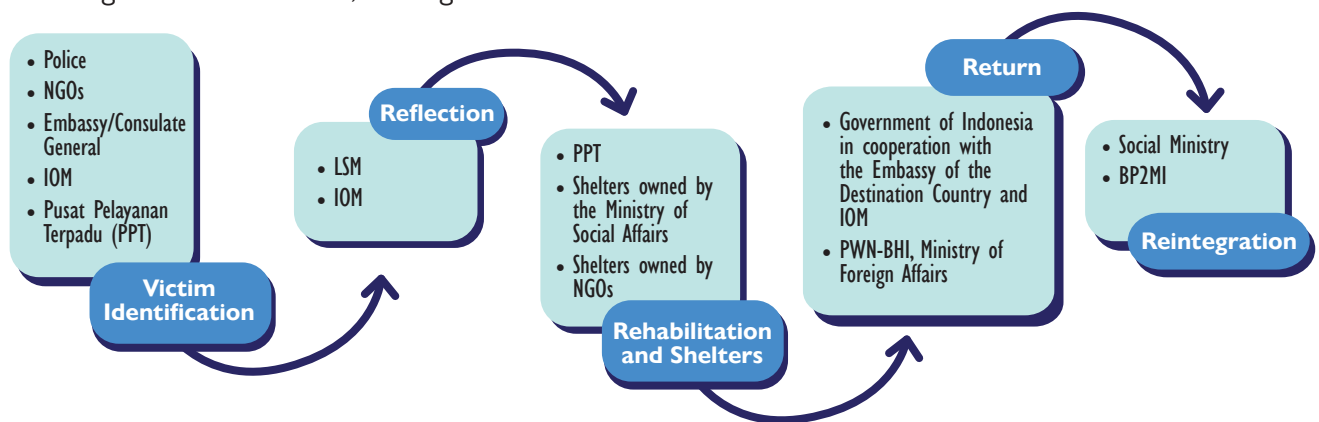 • Police
• NGOs
• Embassy/Consulate
General
• IOM
• Pusat Pelayanan
Terpadu (PPT)
Victim
Identification
Reflection
• LSM
• IOM
• PPT
• Shelters owned by
the Ministry of
Social Affairs
• Shelters owned by
NGOs
Rehabilitation
and Shelters
Return
• Government of Indonesia
in cooperation with
the Embassy of the
Destination Country and
IOM
• PWN-BHI, Ministry of
Foreign Affairs
• Social Ministry
• BP2MI
Reintegration